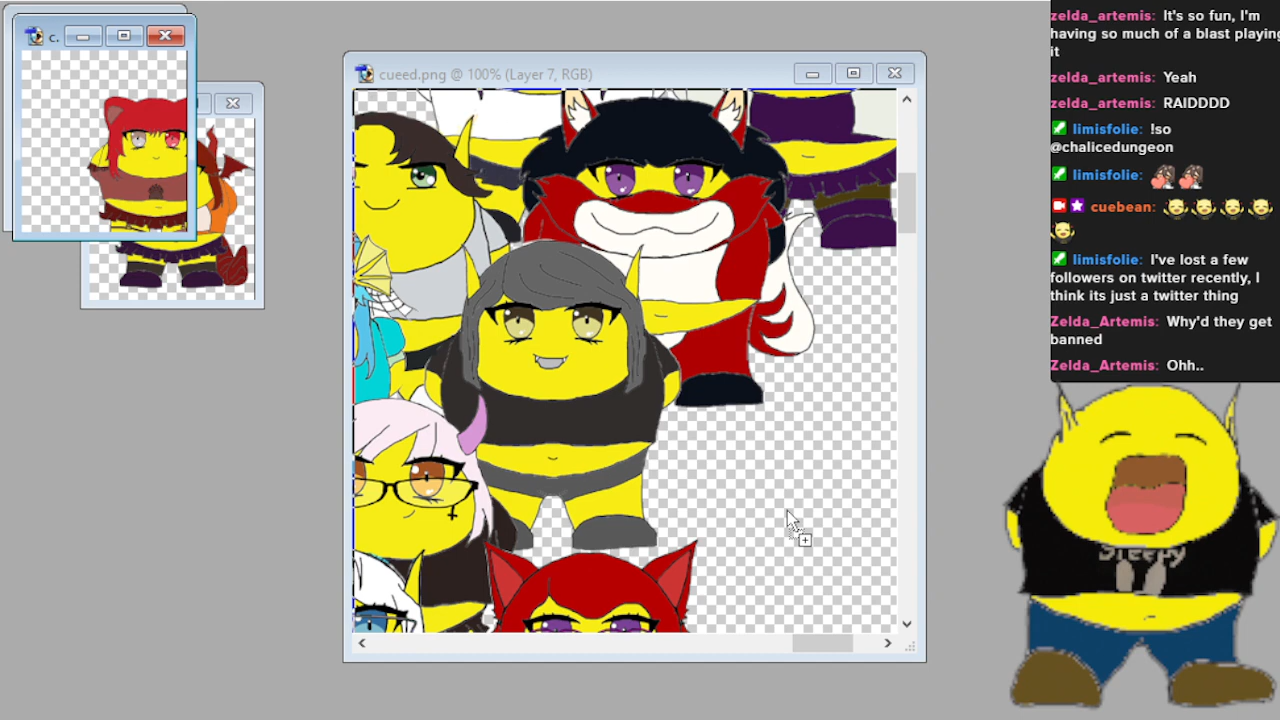 c.
cueed.png @ 100% (Layer 7, RGB)
zelda_artemis: It's so fun, I'm
having so much of a blast playing
it
zelda_artemis: Yeah
zelda_artemis: RAIDDDD
limisfolie: !so
@chalicedungeon
limisfolie:
cuebean:
limisfolie: I've lost a few
followers on twitter recently, I
think its just a twitter thing
Zelda_Artemis: Why'd they get
banned
Zelda_Artemis: Ohh..
Sleepy